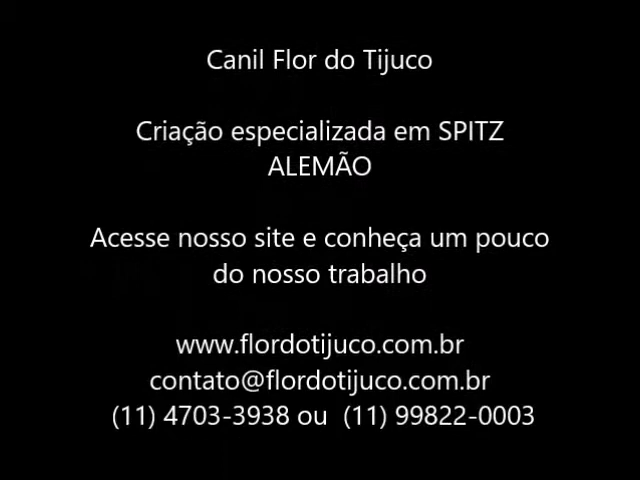 Canil Flor do Tijuco
Criação especializada em SPITZ
ALEMÃO
Acesse nosso site e conheça um pouco
do nosso trabalho
www.flordotijuco.com.br
contato@flordotijuco.com.br
(11) 4703-3938 ou  (11) 99822-0003